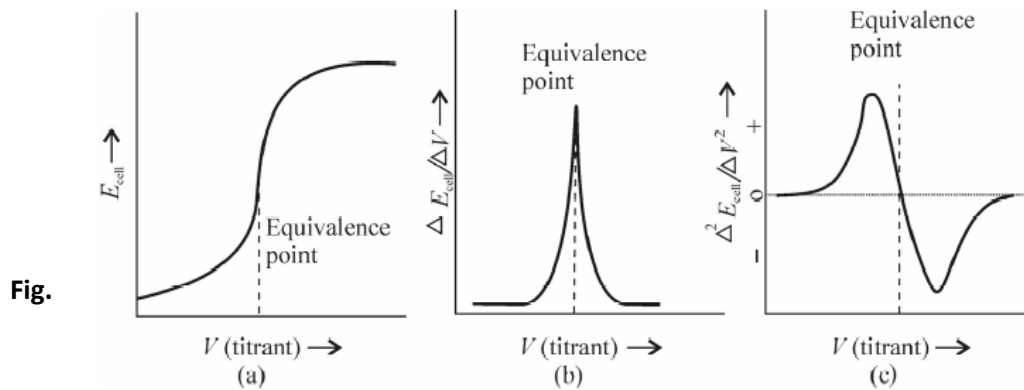 Fig.
E_cell →
Equivalence
point
V (titrant) →
(a)
Δ E_cell/ΔV →
Equivalence
point
V (titrant) →
(b)
Δ² E_cell/ΔV² →
+
0
–
Equivalence
point
V (titrant) →
(c)